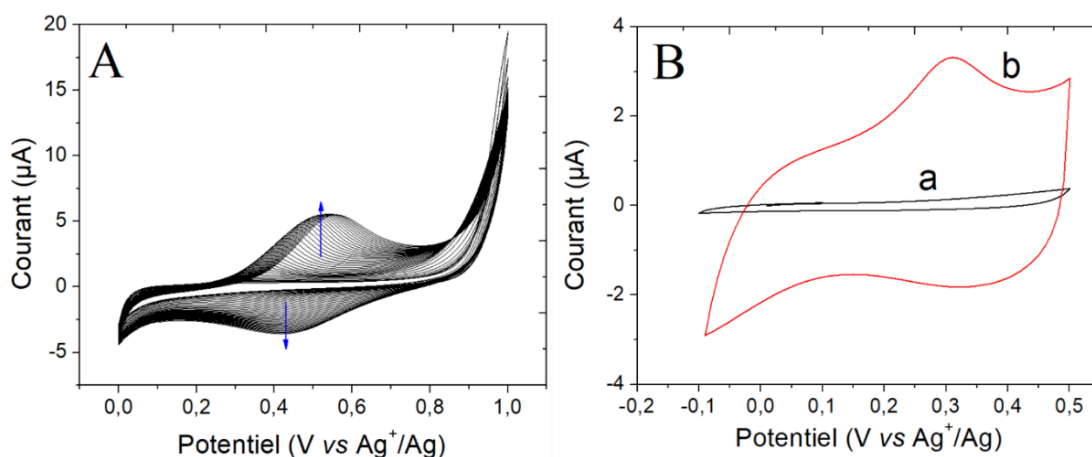 A
Courant (µA)
20
15
10
5
0
-5
0,0 0,2 0,4 0,6 0,8 1,0
Potentiel (V vs Ag⁺/Ag)
B
b
a
Courant (µA)
4
2
0
-2
-4
-0,2 -0,1 0,0 0,1 0,2 0,3 0,4 0,5
Potentiel (V vs Ag⁺/Ag)